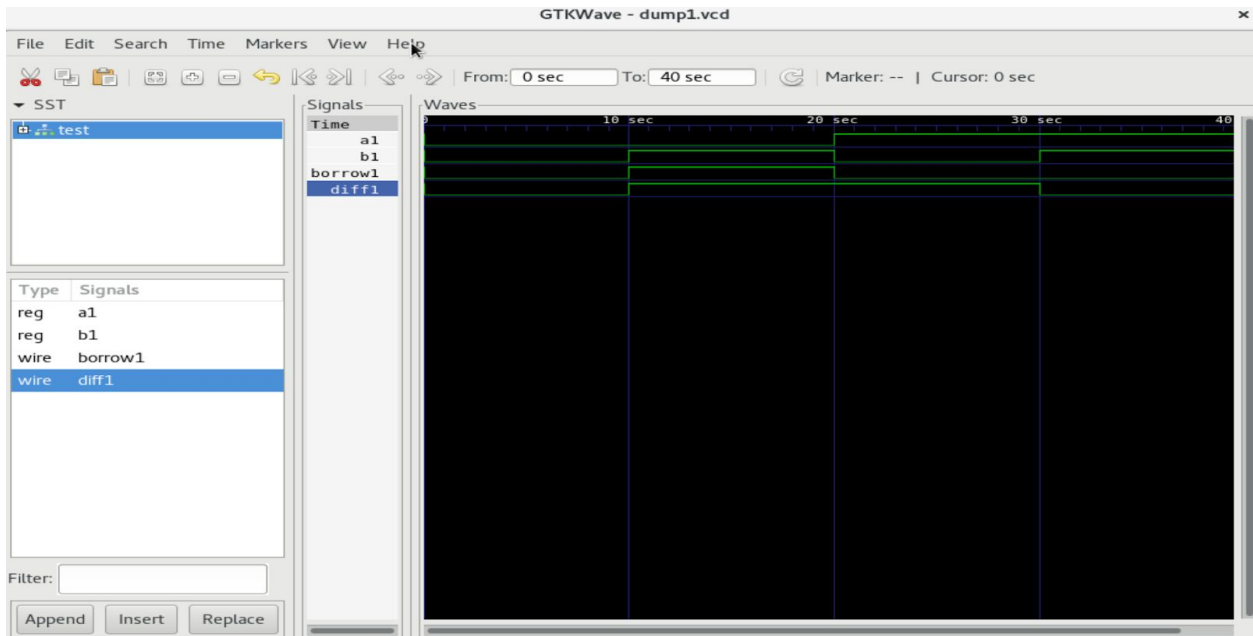 GTKWave - dump1.vcd
File Edit Search Time Markers View Help
From: 0 sec To: 40 sec Marker: -- | Cursor: 0 sec
SST
test
Type Signals
reg a1
reg b1
wire borrow1
wire diff1
Filter:
Append Insert Replace
Signals
Time
a1
b1
borrow1
diff1
Waves
0 10 sec 20 sec 30 sec 40